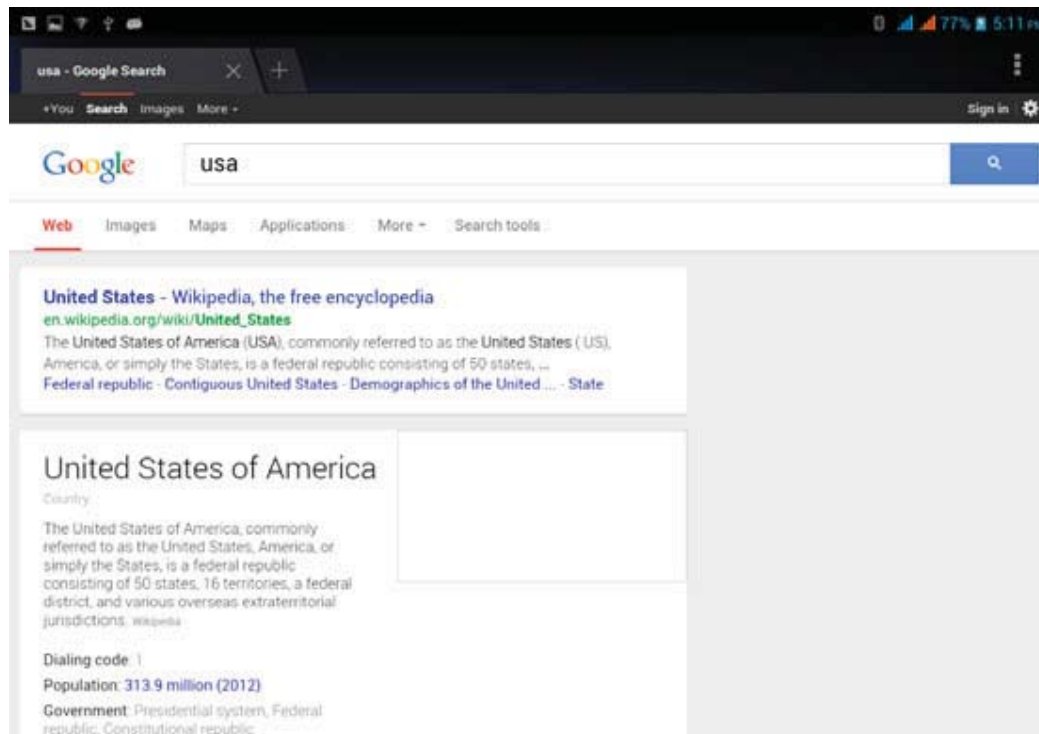 77% 5:11 PM
usa - Google Search
+You Search Images More
Sign in
Google usa
Web Images Maps Applications More Search tools
United States - Wikipedia, the free encyclopedia
en.wikipedia.org/wiki/United_States
The United States of America (USA), commonly referred to as the United States ( US),
America, or simply the States, is a federal republic consisting of 50 states, ...
Federal republic - Contiguous United States - Demographics of the United ... - State
United States of America
Country
The United States of America, commonly
referred to as the United States, America, or
simply the States, is a federal republic
consisting of 50 states, 16 territories, a federal
district, and various overseas extraterritorial
jurisdictions. Wikipedia
Dialing code: 1
Population: 313.9 million (2012)
Government: Presidential system, Federal
republic, Constitutional republic